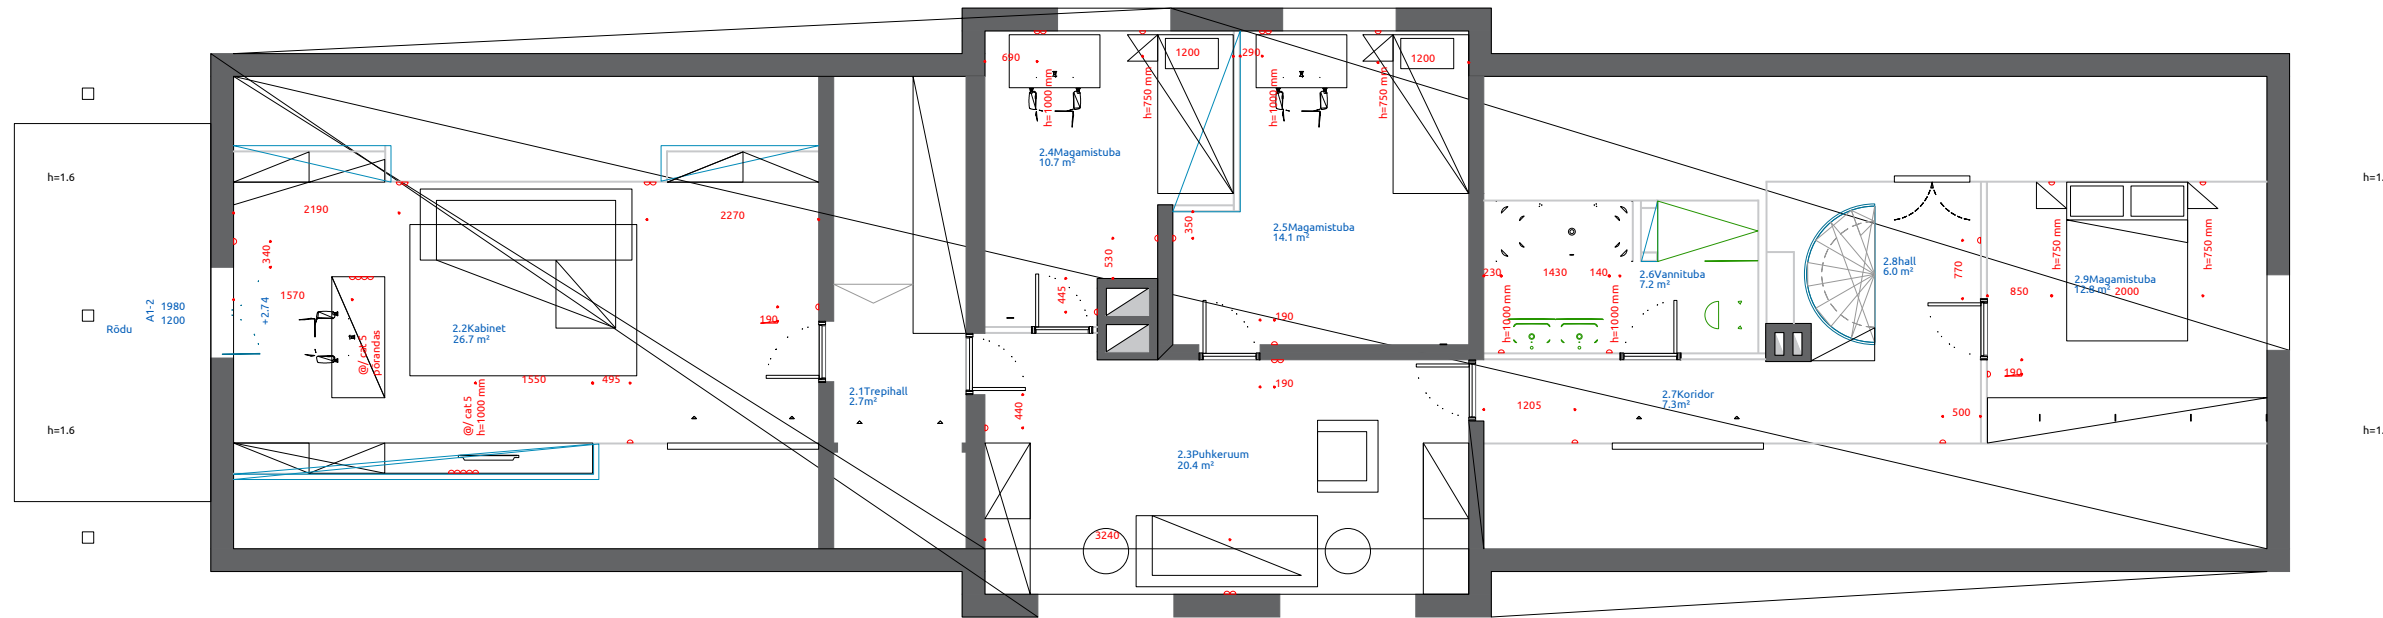 690
1200
290
1200
h=1000 mm
h=750 mm
h=1000 mm
h=750 mm
2.4Magamistuba
10.7 m²
h=1.6
2190
2270
340
350
530
2.5Magamistuba
14.1 m²
230
1430
140
2.6Vannituba
7.2 m²
2.8hall
6.0 m²
770
h=750 mm
h=750 mm
2.9Magamistuba
12.8 m²
850
2000
1570
445
A1-2
1980
1200
+2.74
Rõdu
2.2Kabinet
26.7 m²
190
190
h=1000 mm
h=1000 mm
@/ cat 5
põrandas
1550
495
190
190
2.1Trepihall
2.7m²
@/ cat 5
h=1000 mm
440
1205
2.7Koridor
7.3m²
500
h=1.6
2.3Puhkeruum
20.4 m²
3240